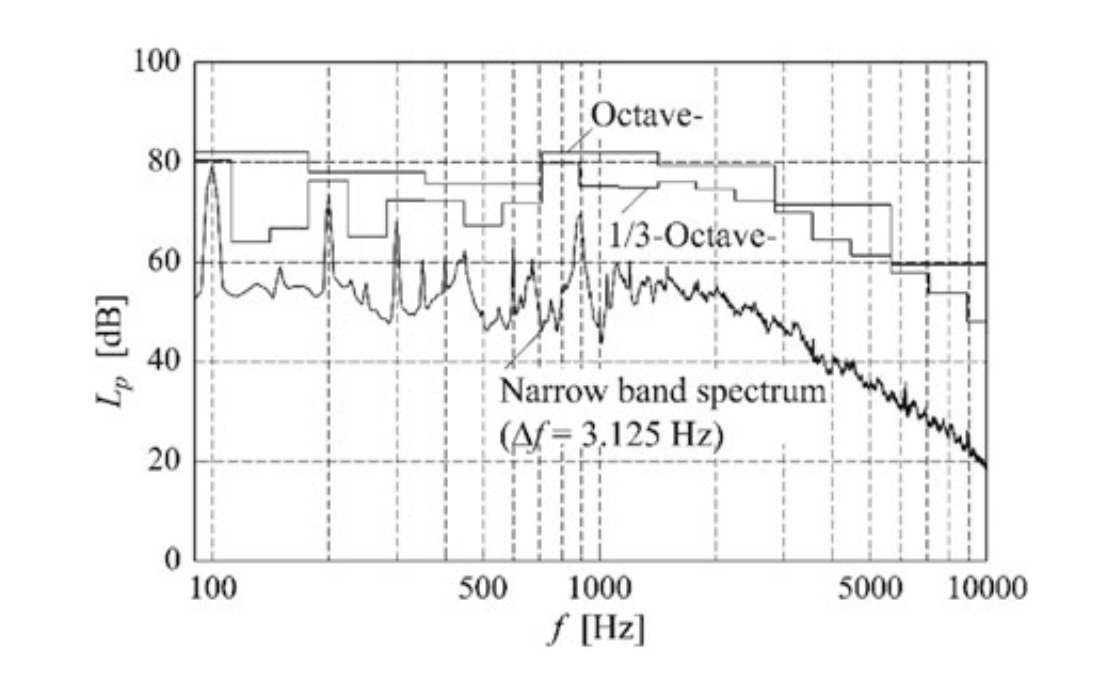 100
Octave-
80
1/3-Octave-
60
L_p [dB]
40
Narrow band spectrum
(Δf = 3.125 Hz)
20
0
100 500 1000 5000 10000
f [Hz]